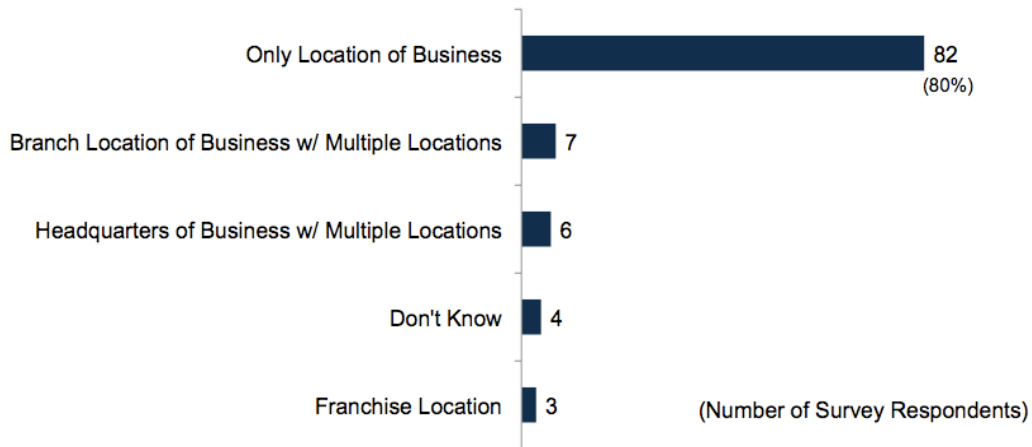 Only Location of Business
82
(80%)
Branch Location of Business w/ Multiple Locations
7
Headquarters of Business w/ Multiple Locations
6
Don't Know
4
Franchise Location
3
(Number of Survey Respondents)